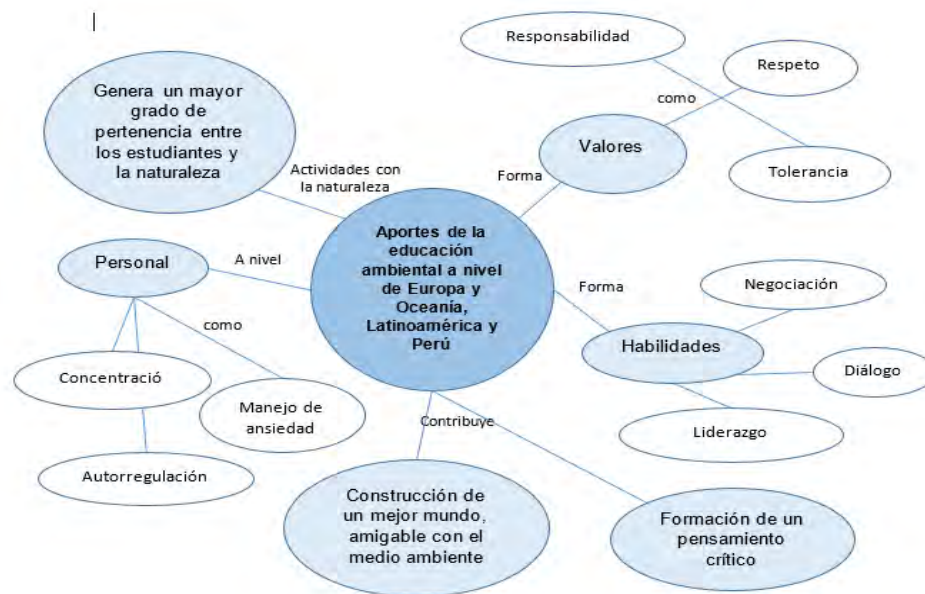 Responsabilidad
Respeto
como
Genera un mayor
grado de
pertenencia entre
los estudiantes y
la naturaleza
Valores
Tolerancia
Actividades con
la naturaleza
Forma
Aportes de la
educación
ambiental a nivel
de Europa y
Oceanía,
Latinoamérica y
Perú
Personal
A nivel
como
Concentració
Manejo de
ansiedad
Autorregulación
Forma
Negociación
Habilidades
Diálogo
Liderazgo
Contribuye
Construcción de
un mejor mundo,
amigable con el
medio ambiente
Formación de un
pensamiento
crítico